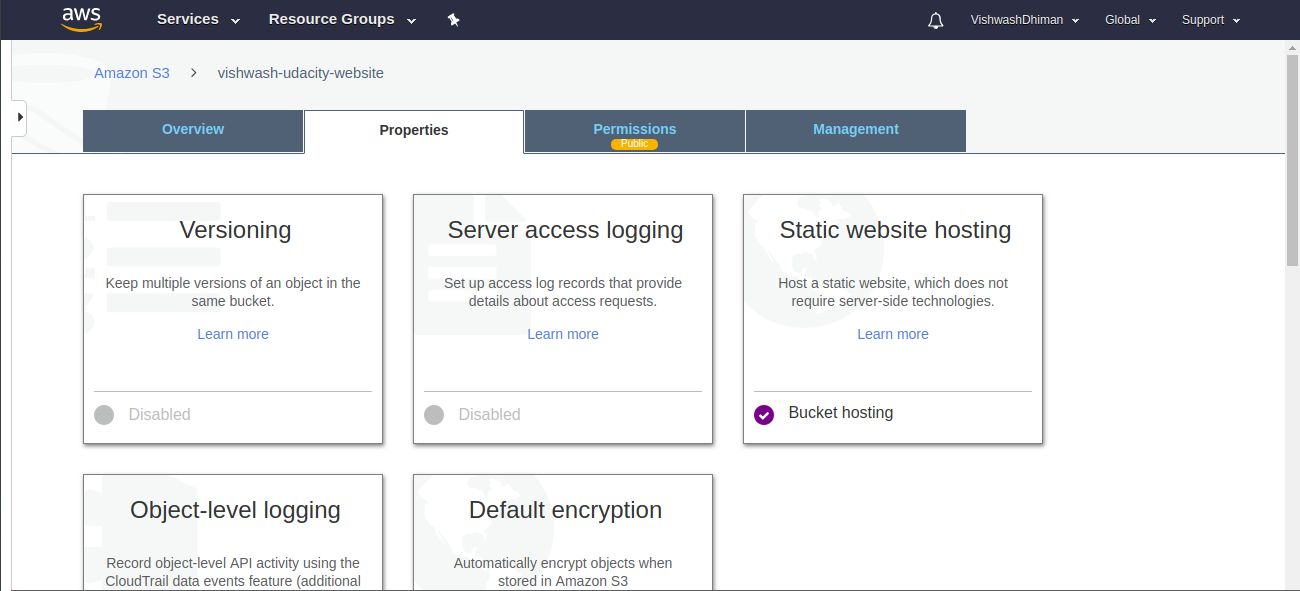 aws Services Resource Groups VishwashDhiman Global Support
Amazon S3 > vishwash-udacity-website
Overview Properties Permissions Management
Public
Versioning
Keep multiple versions of an object in the
same bucket.
Learn more
Disabled
Server access logging
Set up access log records that provide
details about access requests.
Learn more
Disabled
Static website hosting
Host a static website, which does not
require server-side technologies.
Learn more
Bucket hosting
Object-level logging
Record object-level API activity using the
CloudTrail data events feature (additional
Default encryption
Automatically encrypt objects when
stored in Amazon S3